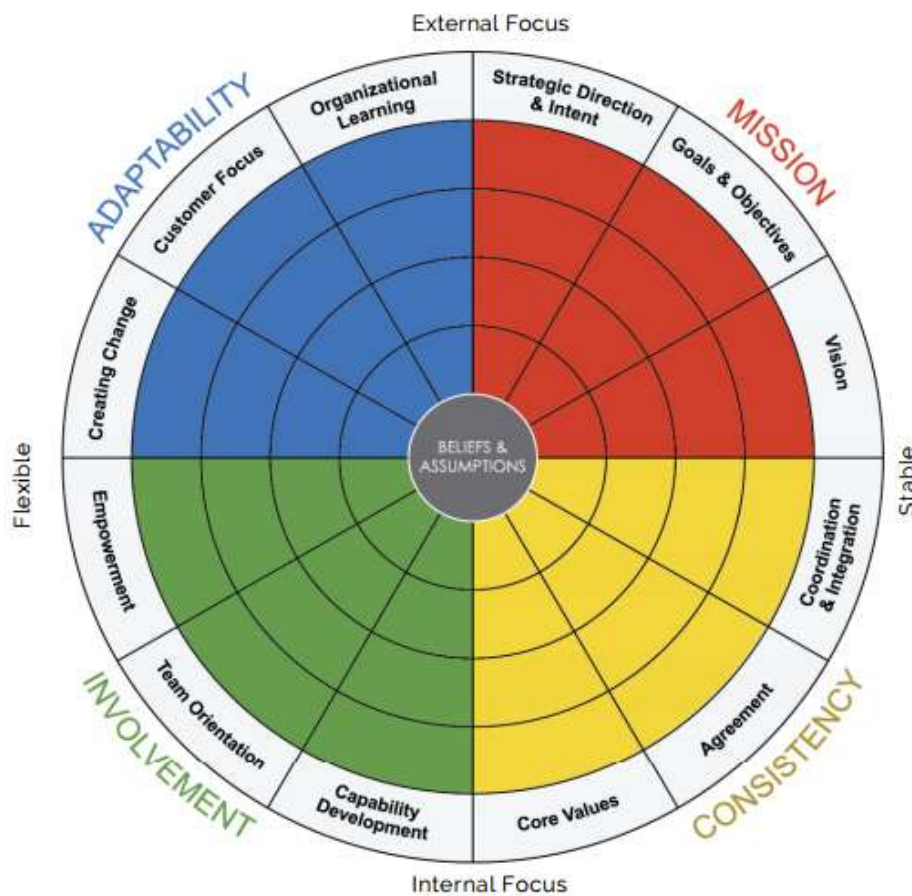 External Focus
ADAPTABILITY
Organizational
Learning
Strategic Direction
& Intent
MISSION
Customer Focus
Goals & Objectives
Creating Change
Vision
Flexible
BELIEFS &
ASSUMPTIONS
Stable
Empowerment
Coordination
& Integration
Team Orientation
Agreement
INVOLVEMENT
Capability
Development
Core Values
CONSISTENCY
Internal Focus